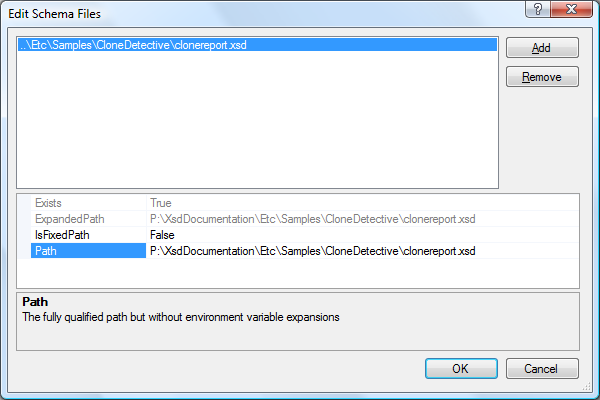 Edit Schema Files
?
..\Etc\Samples\CloneDetective\clonereport.xsd
Add
Remove
Exists True
ExpandedPath P:\XsdDocumentation\Etc\Samples\CloneDetective\clonereport.xsd
IsFixedPath False
Path P:\XsdDocumentation\Etc\Samples\CloneDetective\clonereport.xsd
Path
The fully qualified path but without environment variable expansions
OK Cancel